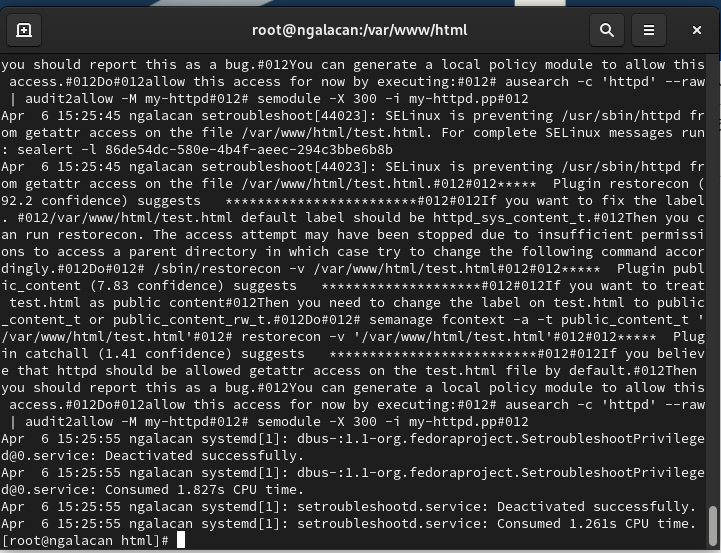 root@ngalacan:/var/www/html
you should report this as a bug.#012You can generate a local policy module to allow this
 access.#012Do#012allow this access for now by executing:#012# ausearch -c 'httpd' --raw
 | audit2allow -M my-httpd#012# semodule -X 300 -i my-httpd.pp#012
Apr  6 15:25:45 ngalacan setroubleshoot[44023]: SELinux is preventing /usr/sbin/httpd fr
om getattr access on the file /var/www/html/test.html. For complete SELinux messages run
: sealert -l 86de54dc-580e-4b4f-aeec-294c3bbe6b8b
Apr  6 15:25:45 ngalacan setroubleshoot[44023]: SELinux is preventing /usr/sbin/httpd fr
om getattr access on the file /var/www/html/test.html.#012#012*****  Plugin restorecon (
92.2 confidence) suggests   ************************#012#012If you want to fix the label
. #012/var/www/html/test.html default label should be httpd_sys_content_t.#012Then you c
an run restorecon. The access attempt may have been stopped due to insufficient permissi
ons to access a parent directory in which case try to change the following command accor
dingly.#012Do#012# /sbin/restorecon -v /var/www/html/test.html#012#012*****  Plugin publ
ic_content (7.83 confidence) suggests   ********************#012#012If you want to treat
 test.html as public content#012Then you need to change the label on test.html to public
_content_t or public_content_rw_t.#012Do#012# semanage fcontext -a -t public_content_t '
/var/www/html/test.html'#012# restorecon -v '/var/www/html/test.html'#012#012*****  Plug
in catchall (1.41 confidence) suggests   **************************#012#012If you believ
e that httpd should be allowed getattr access on the test.html file by default.#012Then 
you should report this as a bug.#012You can generate a local policy module to allow this
 access.#012Do#012allow this access for now by executing:#012# ausearch -c 'httpd' --raw
 | audit2allow -M my-httpd#012# semodule -X 300 -i my-httpd.pp#012
Apr  6 15:25:55 ngalacan systemd[1]: dbus-:1.1-org.fedoraproject.SetroubleshootPrivilege
d@0.service: Deactivated successfully.
Apr  6 15:25:55 ngalacan systemd[1]: dbus-:1.1-org.fedoraproject.SetroubleshootPrivilege
d@0.service: Consumed 1.827s CPU time.
Apr  6 15:25:55 ngalacan systemd[1]: setroubleshootd.service: Deactivated successfully.
Apr  6 15:25:55 ngalacan systemd[1]: setroubleshootd.service: Consumed 1.261s CPU time.
[root@ngalacan html]#